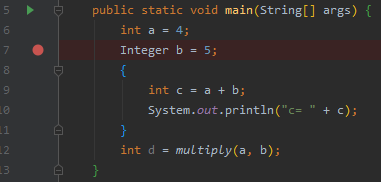 5 public static void main(String[] args) {
6 int a = 4;
7 Integer b = 5;
8 {
9 int c = a + b;
10 System.out.println("c= " + c);
11 }
12 int d = multiply(a, b);
13 }